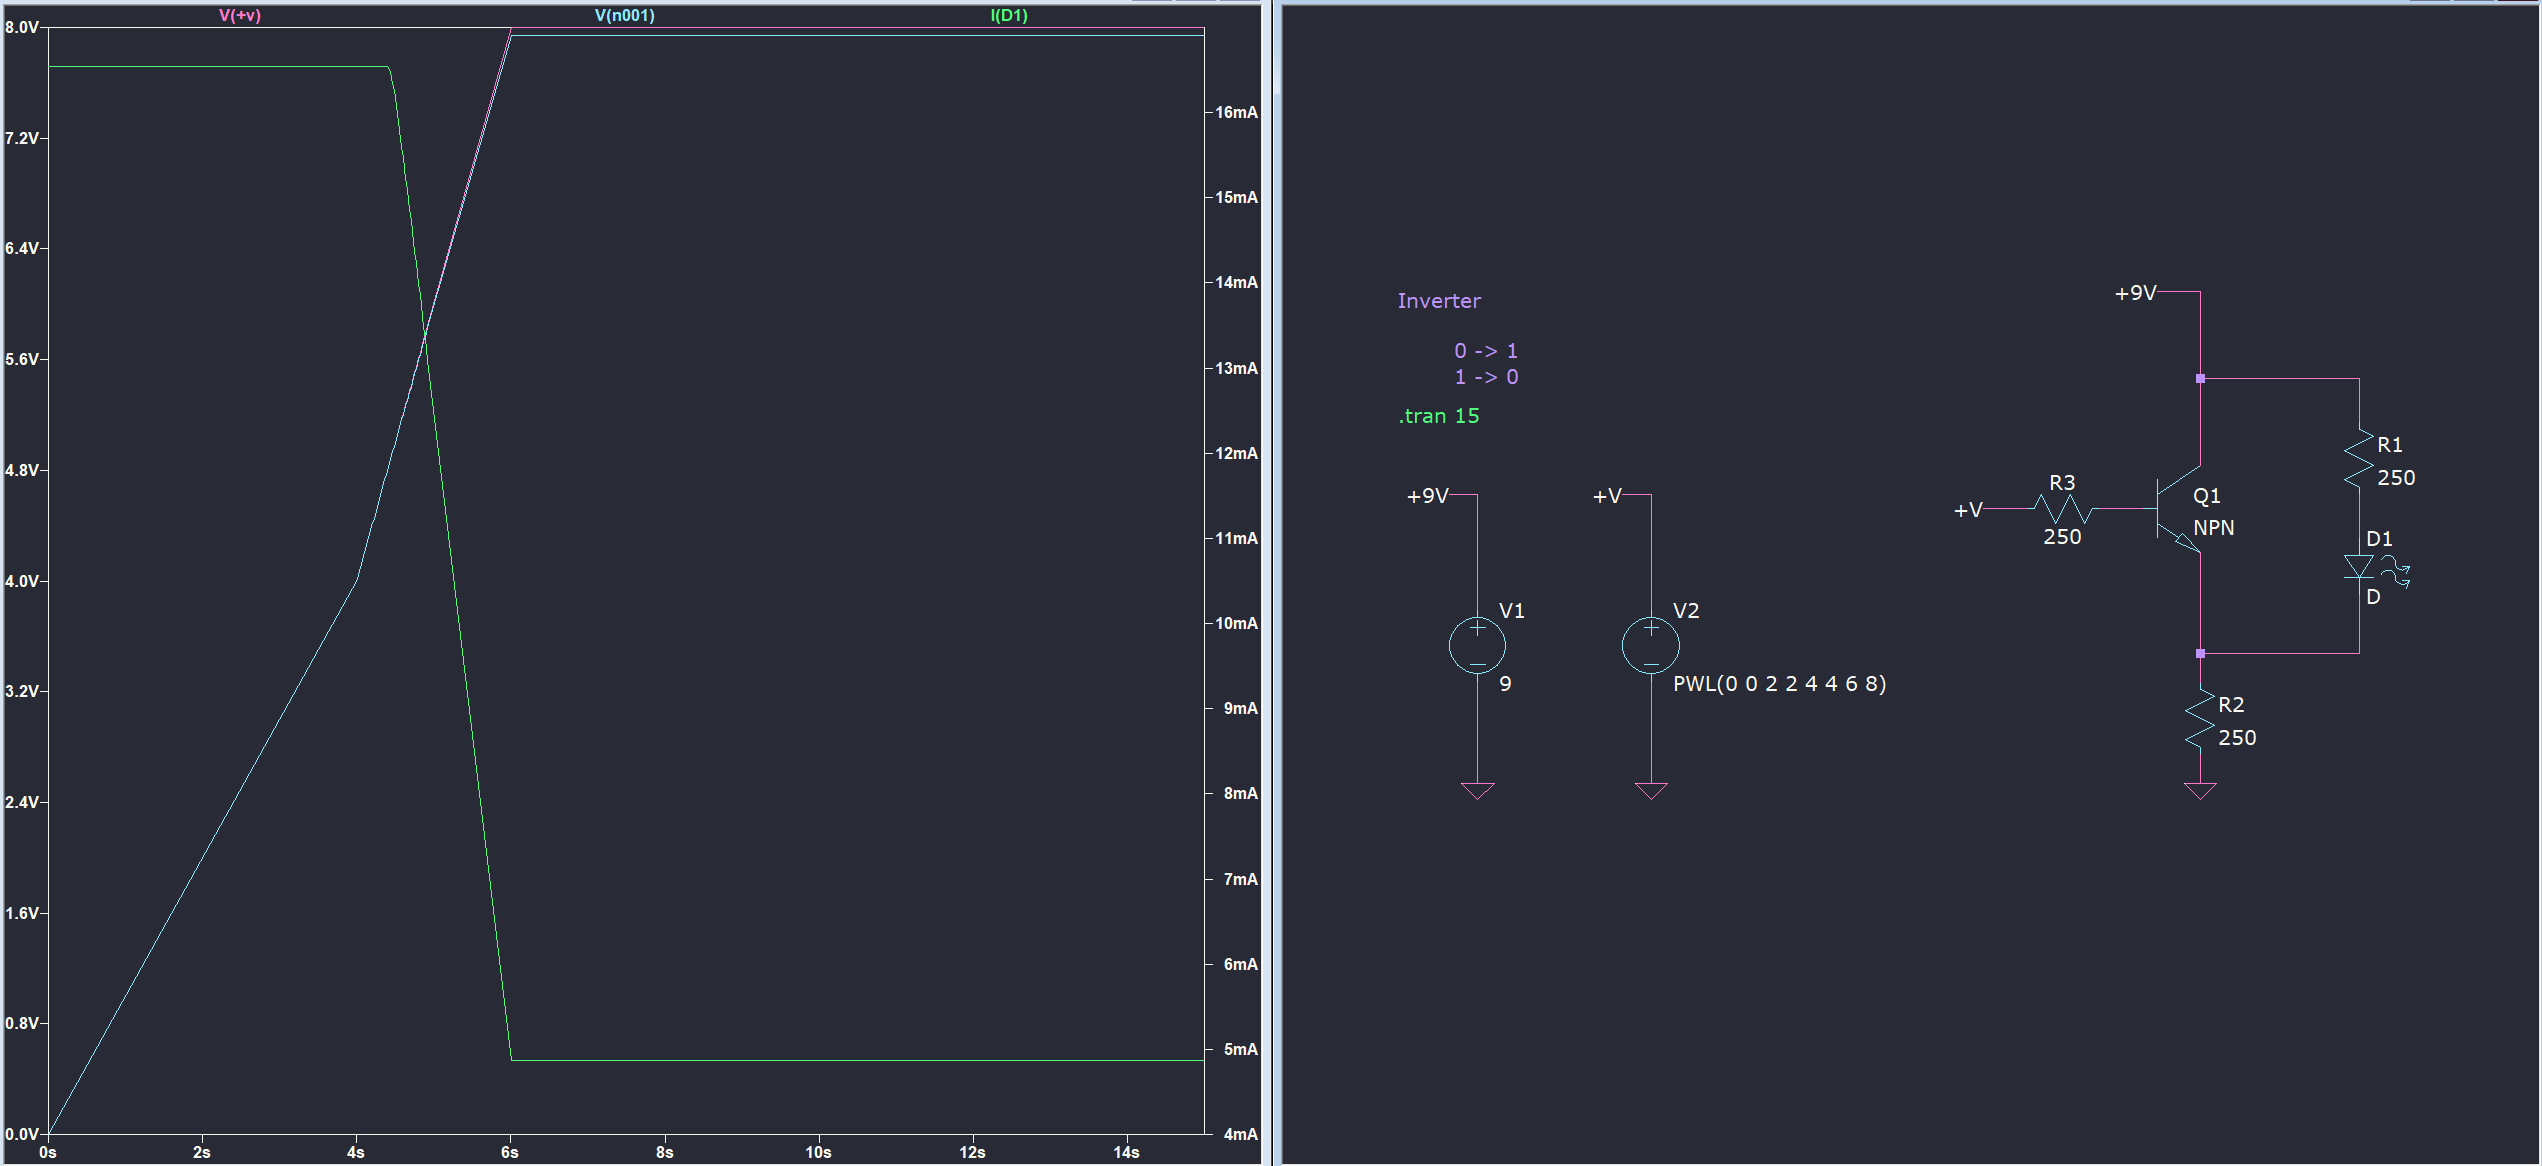 V(+v) V(n001) I(D1)
8.0V
7.2V
6.4V
5.6V
4.8V
4.0V
3.2V
2.4V
1.6V
0.8V
0.0V
16mA
15mA
14mA
13mA
12mA
11mA
10mA
9mA
8mA
7mA
6mA
5mA
4mA
0s 2s 4s 6s 8s 10s 12s 14s
Inverter
0 -> 1
1 -> 0
.tran 15
+9V
V1
9
+V
V2
PWL(0 0 2 2 4 4 6 8)
+9V
R1
250
R3
250
+V
Q1
NPN
D1
D
R2
250